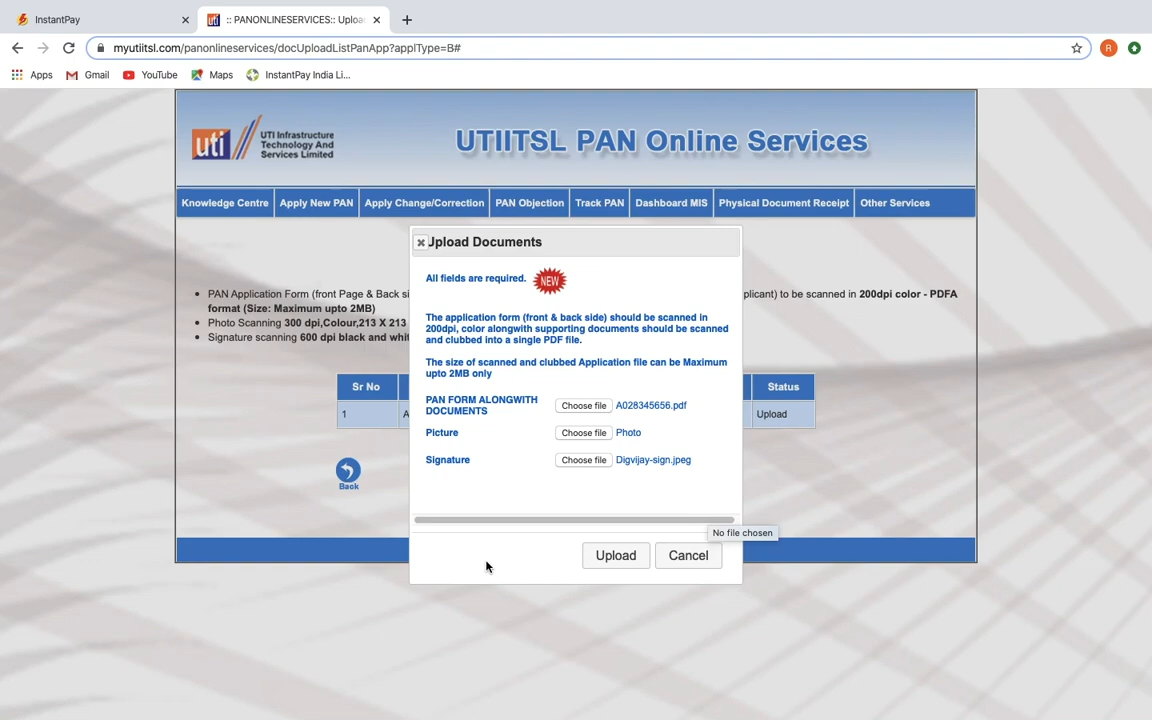 InstantPay
:: PANONLINESERVICES:: Uploa
myutiitsl.com/panonlineservices/docUploadListPanApp?applType=B#
R
Apps
Gmail
YouTube
Maps
InstantPay India Li...
uti
UTI Infrastructure
Technology And
Services Limited
UTIITSL PAN Online Services
Knowledge Centre
Apply New PAN
Apply Change/Correction
PAN Objection
Track PAN
Dashboard MIS
Physical Document Receipt
Other Services
Upload Documents
All fields are required. NEW
PAN Application Form (front Page & Back si
plicant) to be scanned in 200dpi color - PDFA
format (Size: Maximum upto 2MB)
Photo Scanning 300 dpi,Colour,213 X 213
Signature scanning 600 dpi black and whit
The application form (front & back side) should be scanned in
200dpi, color alongwith supporting documents should be scanned
and clubbed into a single PDF file.
The size of scanned and clubbed Application file can be Maximum
upto 2MB only
Sr No
Status
1
A
Upload
PAN FORM ALONGWITH
DOCUMENTS
Choose file A028345656.pdf
Picture
Choose file Photo
Signature
Choose file Digvijay-sign.jpeg
Back
No file chosen
Upload
Cancel